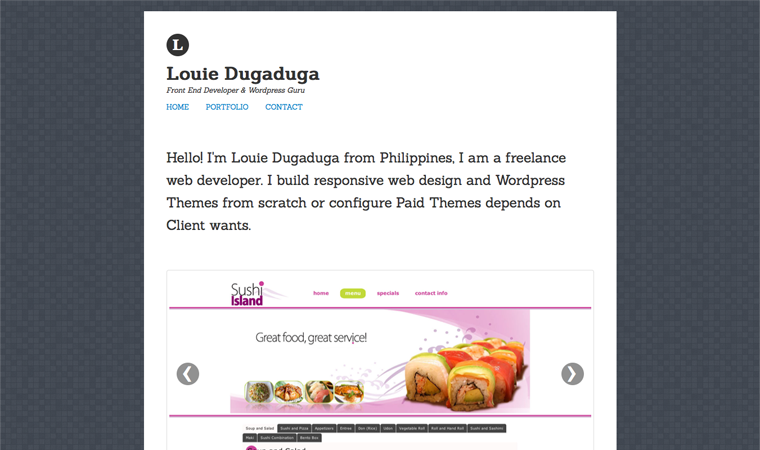 L
Louie Dugaduga
Front End Developer & Wordpress Guru
HOME PORTFOLIO CONTACT
Hello! I'm Louie Dugaduga from Philippines, I am a freelance
web developer. I build responsive web design and Wordpress
Themes from scratch or configure Paid Themes depends on
Client wants.
Sushi
Island
home menu specials contact info
Great food, great service!
Soup and Salad Sushi and Pizza Appetizers Entree Don (Rice) Udon Vegetable Roll Roll and Hand Roll Sushi and Sashimi
Maki Sushi Combination Bento Box